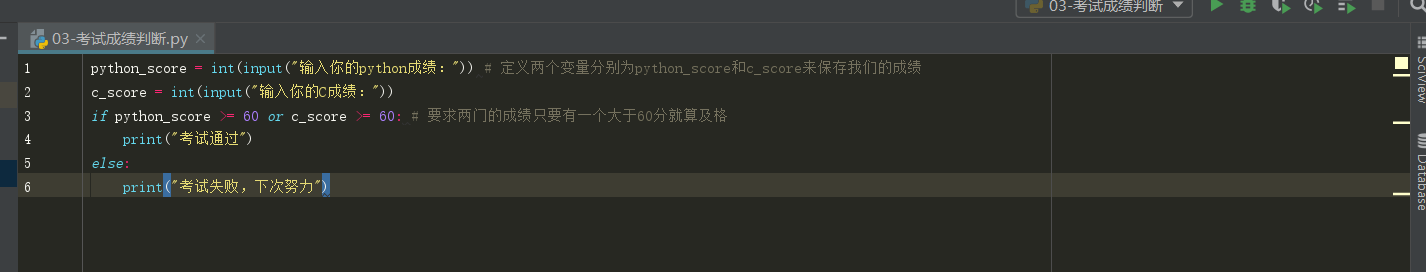 03-考试成绩判断
03-考试成绩判断.py
1 python_score = int(input("输入你的python成绩：")) # 定义两个变量分别为python_score和c_score来保存我们的成绩
2 c_score = int(input("输入你的C成绩："))
3 if python_score >= 60 or c_score >= 60: # 要求两门的成绩只要有一个大于60分就算及格
4 print("考试通过")
5 else:
6 print("考试失败，下次努力")
SciView
Database